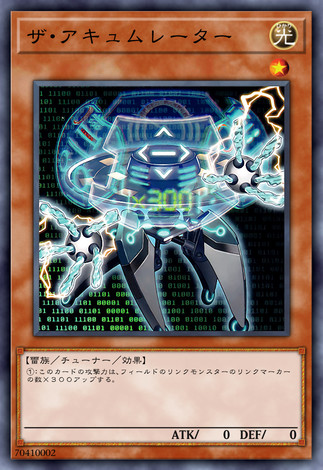 ザ・アキュムレーター
光
×300
【雷族／チューナー／効果】
①：このカードの攻撃力は、フィールドのリンクモンスターのリンクマーカー
の数×３００アップする。
ATK/ 0 DEF/ 0
70410002